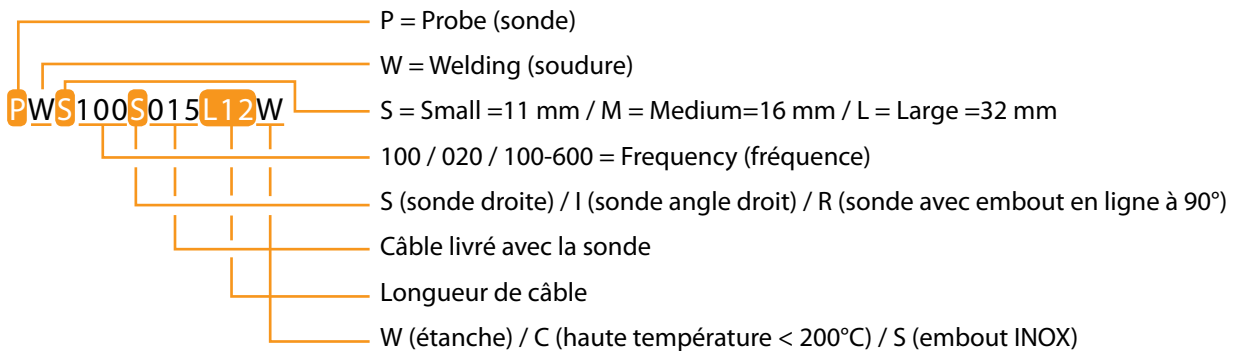 P = Probe (sonde)
W = Welding (soudure)
PWS100S015L12W
S = Small =11 mm / M = Medium=16 mm / L = Large =32 mm
100 / 020 / 100-600 = Frequency (fréquence)
S (sonde droite) / I (sonde angle droit) / R (sonde avec embout en ligne à 90°)
Câble livré avec la sonde
Longueur de câble
W (étanche) / C (haute température < 200°C) / S (embout INOX)